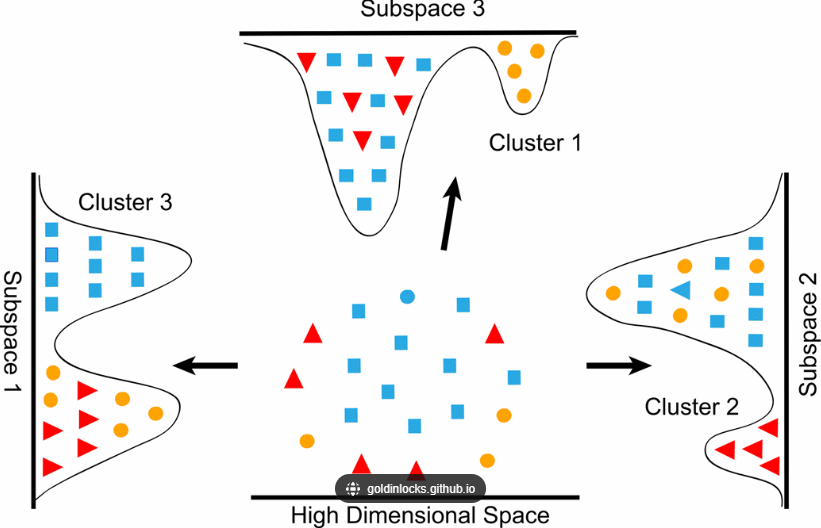 Subspace 3
Cluster 1
Cluster 3
Subspace 1
Subspace 2
Cluster 2
goldinlocks.github.io
High Dimensional Space